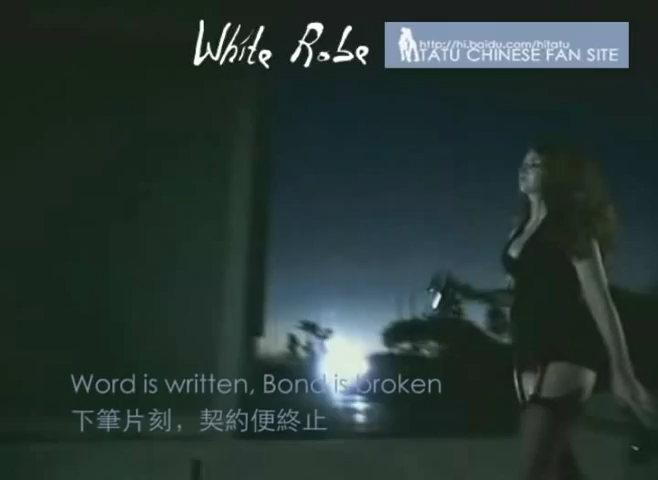 White Robe
http://hi.baidu.com/hitatu
TATU CHINESE FAN SITE
Word is written, Bond is broken
下筆片刻，契約便終止